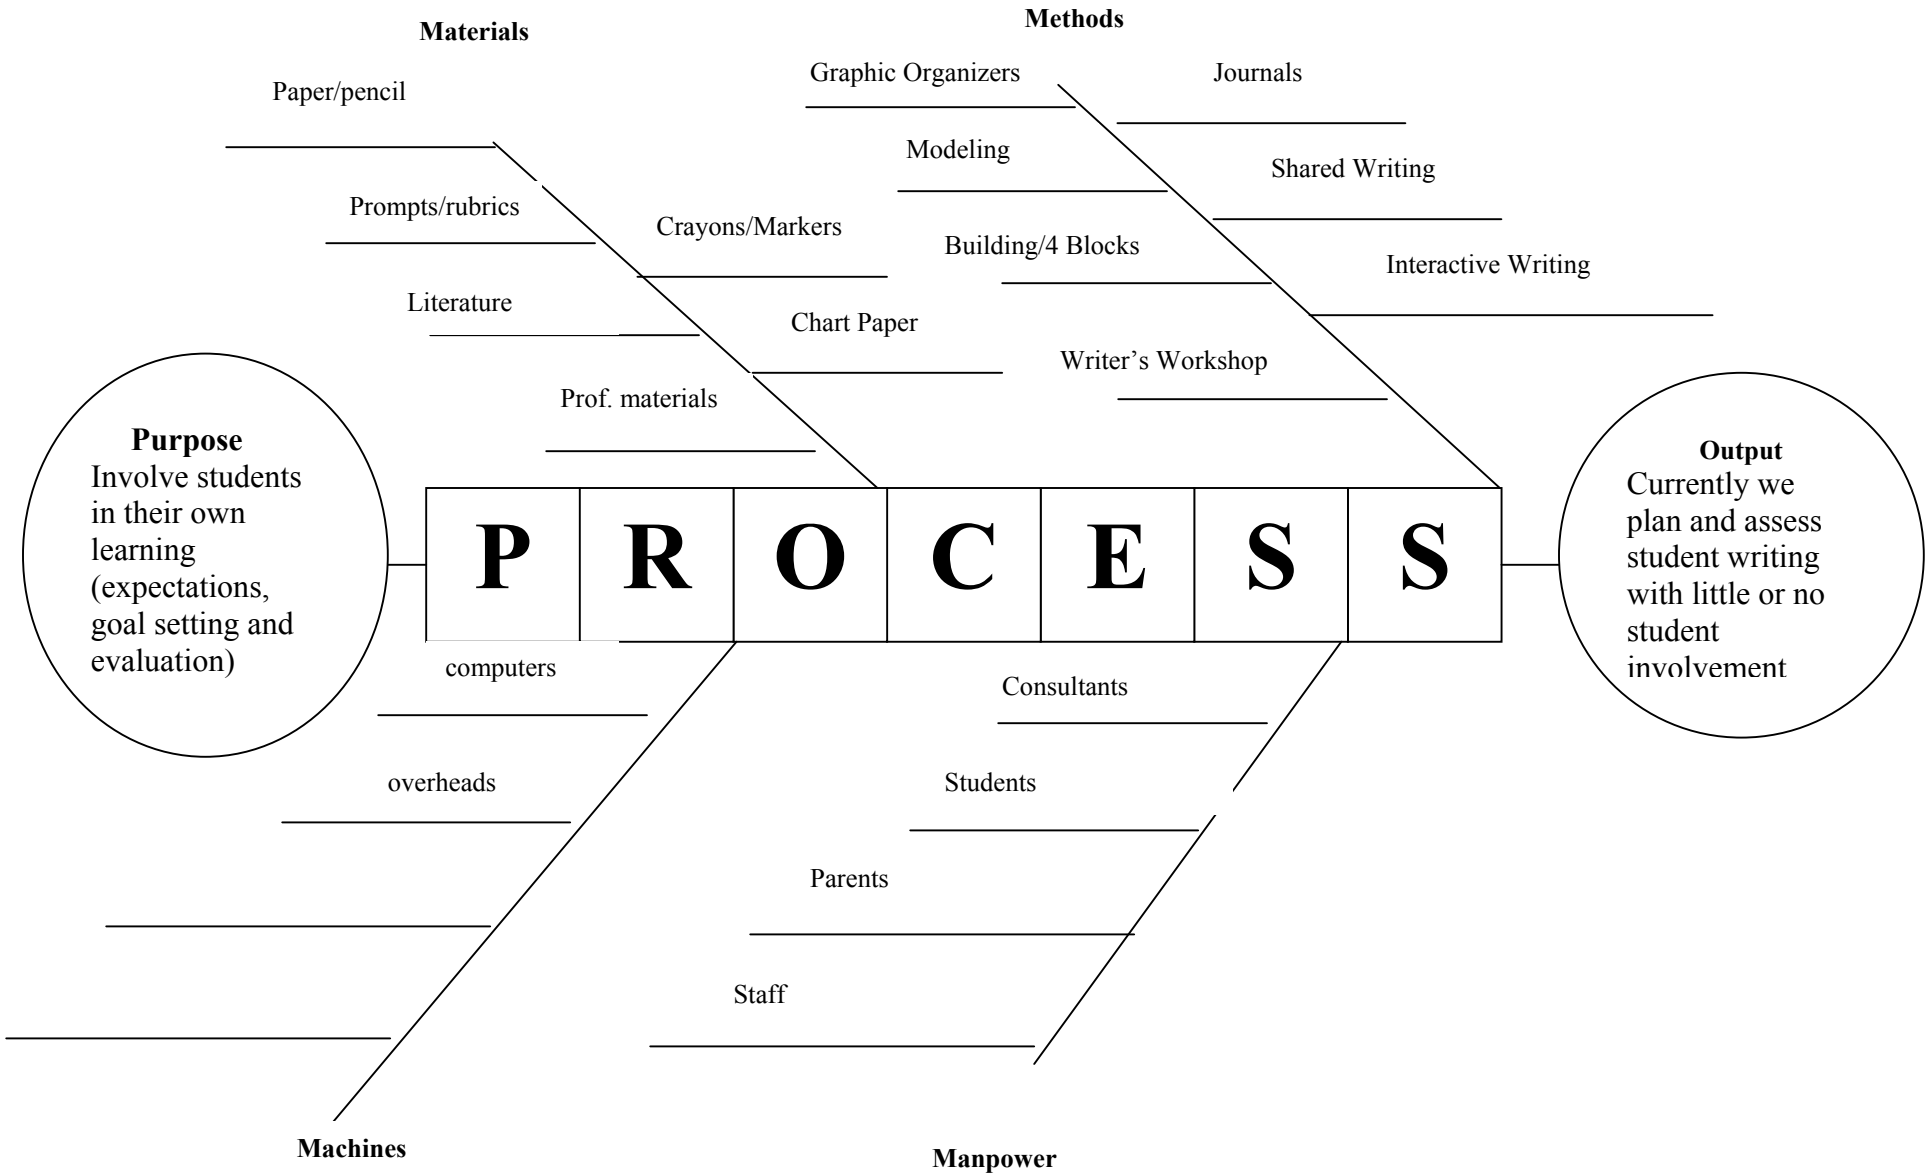 Materials
Methods
Paper/pencil
Graphic Organizers
Journals
Modeling
Shared Writing
Prompts/rubrics
Crayons/Markers
Building/4 Blocks
Interactive Writing
Literature
Chart Paper
Writer’s Workshop
Prof. materials
Purpose
Involve students
in their own
learning
(expectations,
goal setting and
evaluation)
P R O C E S S
Output
Currently we
plan and assess
student writing
with little or no
student
involvement
computers
Consultants
overheads
Students
Parents
Staff
Machines
Manpower